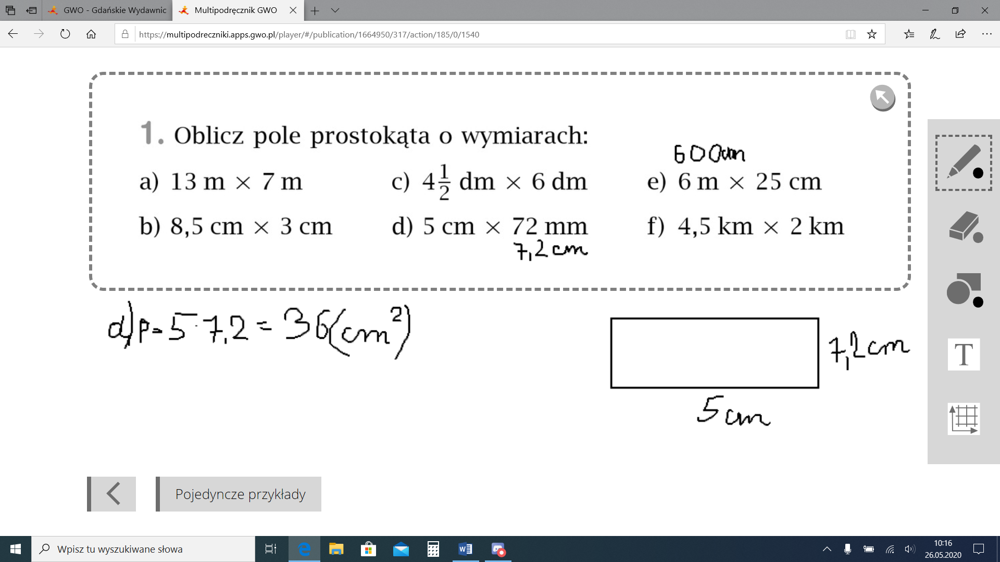 GWO - Gdańskie Wydawnic
Multipodręcznik GWO
https://multipodreczniki.apps.gwo.pl/player/#/publication/1664950/317/action/185/0/1540
1. Oblicz pole prostokąta o wymiarach:
600cm
a) 13 m × 7 m
c) 4 1/2 dm × 6 dm
e) 6 m × 25 cm
b) 8,5 cm × 3 cm
d) 5 cm × 72 mm
f) 4,5 km × 2 km
7,2 cm
d) P = 5 · 7,2 = 36 (cm²)
7,2 cm
5 cm
T
Pojedyncze przykłady
Wpisz tu wyszukiwane słowa
10:16
26.05.2020